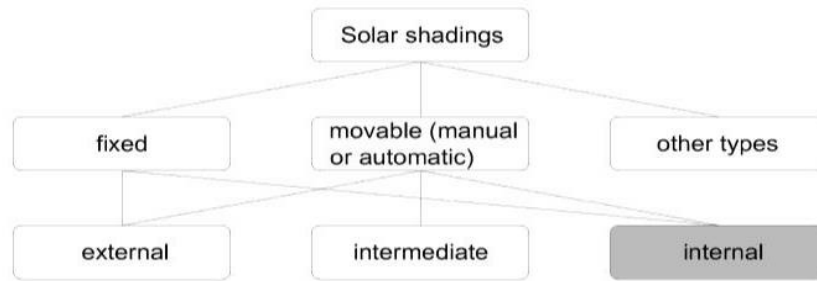 Solar shadings
fixed
movable (manual
or automatic)
other types
external
intermediate
internal